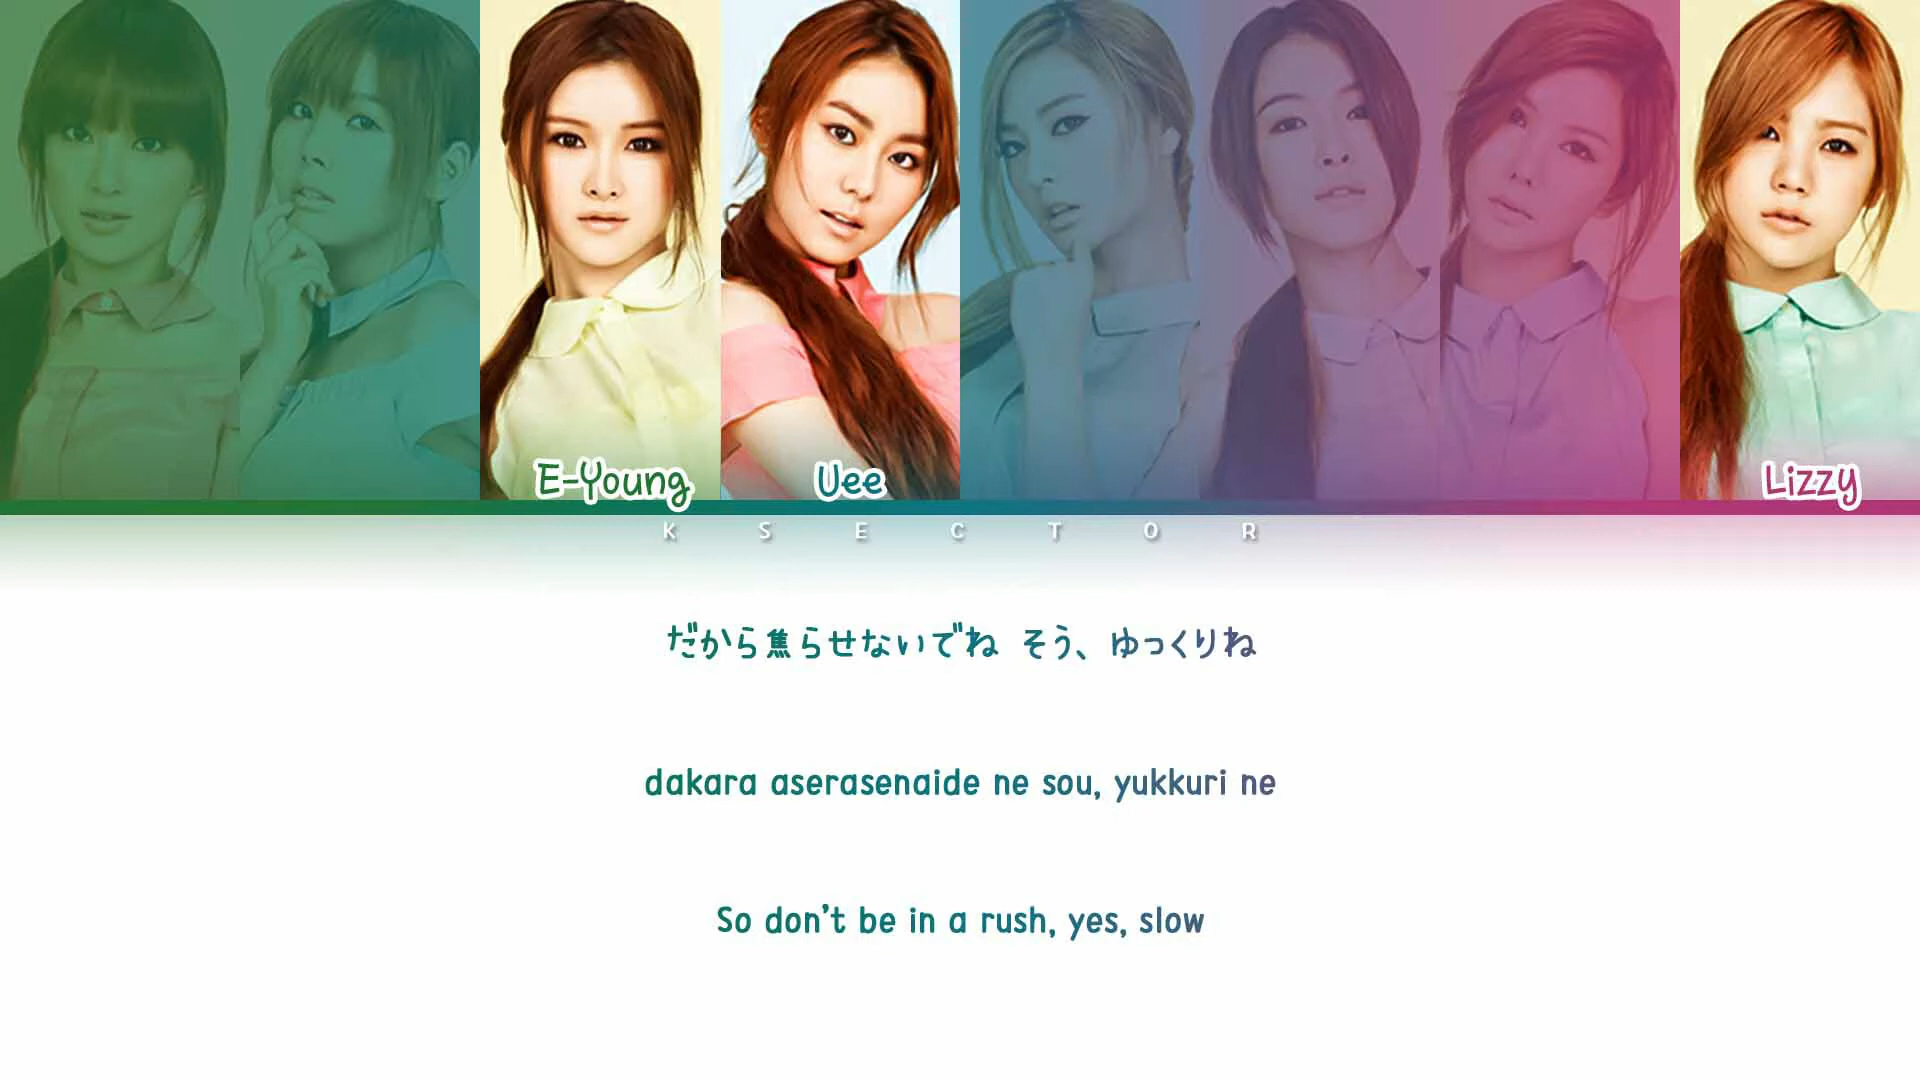 E-Young
Uee
Lizzy
K S E C T O R
だから焦らせないでね そう、ゆっくりね
dakara aserasenaide ne sou, yukkuri ne
So don't be in a rush, yes, slow